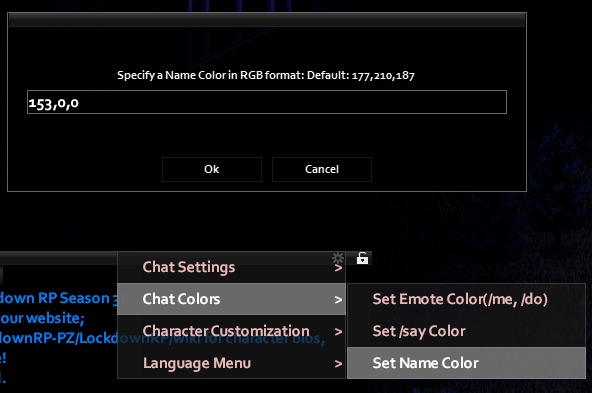 Specify a Name Color in RGB format: Default: 177,210,187
153,0,0
Ok
Cancel
Chat Settings >
down RP Season
Chat Colors >
Set Emote Color(/me, /do)
our website;
Character Customization >
Set /say Color
downRP-PZ/LockdownRP/wiki for character bios,
Language Menu >
Set Name Color